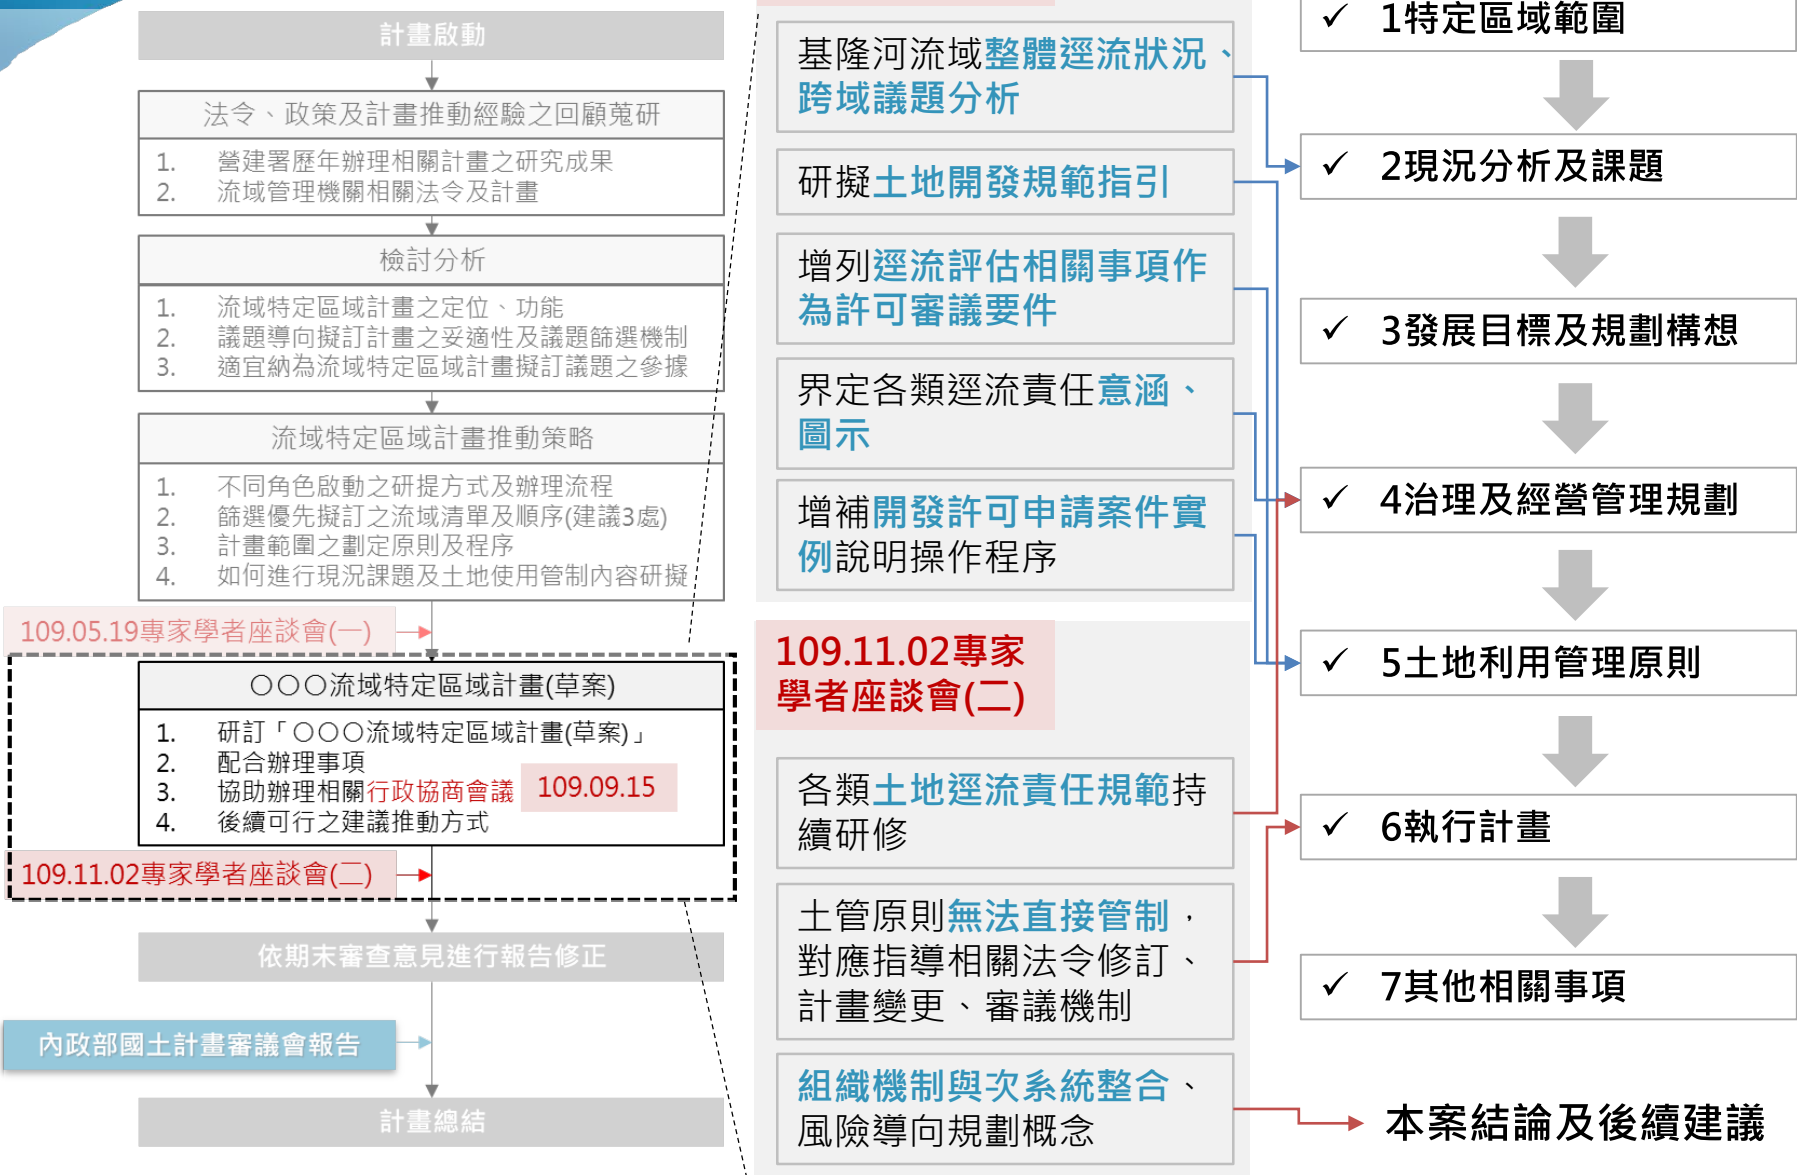 計畫啟動
法令、政策及計畫推動經驗之回顧蒐研
1. 營建署歷年辦理相關計畫之研究成果
2. 流域管理機關相關法令及計畫
檢討分析
1. 流域特定區域計畫之定位、功能
2. 議題導向擬訂計畫之妥適性及議題篩選機制
3. 適宜納為流域特定區域計畫擬訂議題之參據
流域特定區域計畫推動策略
1. 不同角色啟動之研提方式及辦理流程
2. 篩選優先擬訂之流域清單及順序(建議3處)
3. 計畫範圍之劃定原則及程序
4. 如何進行現況課題及土地使用管制內容研擬
109.05.19專家學者座談會(一)
○○○流域特定區域計畫(草案)
1. 研訂「○○○流域特定區域計畫(草案)」
2. 配合辦理事項
3. 協助辦理相關行政協商會議 109.09.15
4. 後續可行之建議推動方式
109.11.02專家學者座談會(二)
依期末審查意見進行報告修正
內政部國土計畫審議會報告
計畫總結
基隆河流域整體逕流狀況、
跨域議題分析
研擬土地開發規範指引
增列逕流評估相關事項作
為許可審議要件
界定各類逕流責任意涵、
圖示
增補開發許可申請案件實
例說明操作程序
109.11.02專家
學者座談會(二)
各類土地逕流責任規範持
續研修
土管原則無法直接管制，
對應指導相關法令修訂、
計畫變更、審議機制
組織機制與次系統整合、
風險導向規劃概念
✓ 1特定區域範圍
✓ 2現況分析及課題
✓ 3發展目標及規劃構想
✓ 4治理及經營管理規劃
✓ 5土地利用管理原則
✓ 6執行計畫
✓ 7其他相關事項
本案結論及後續建議